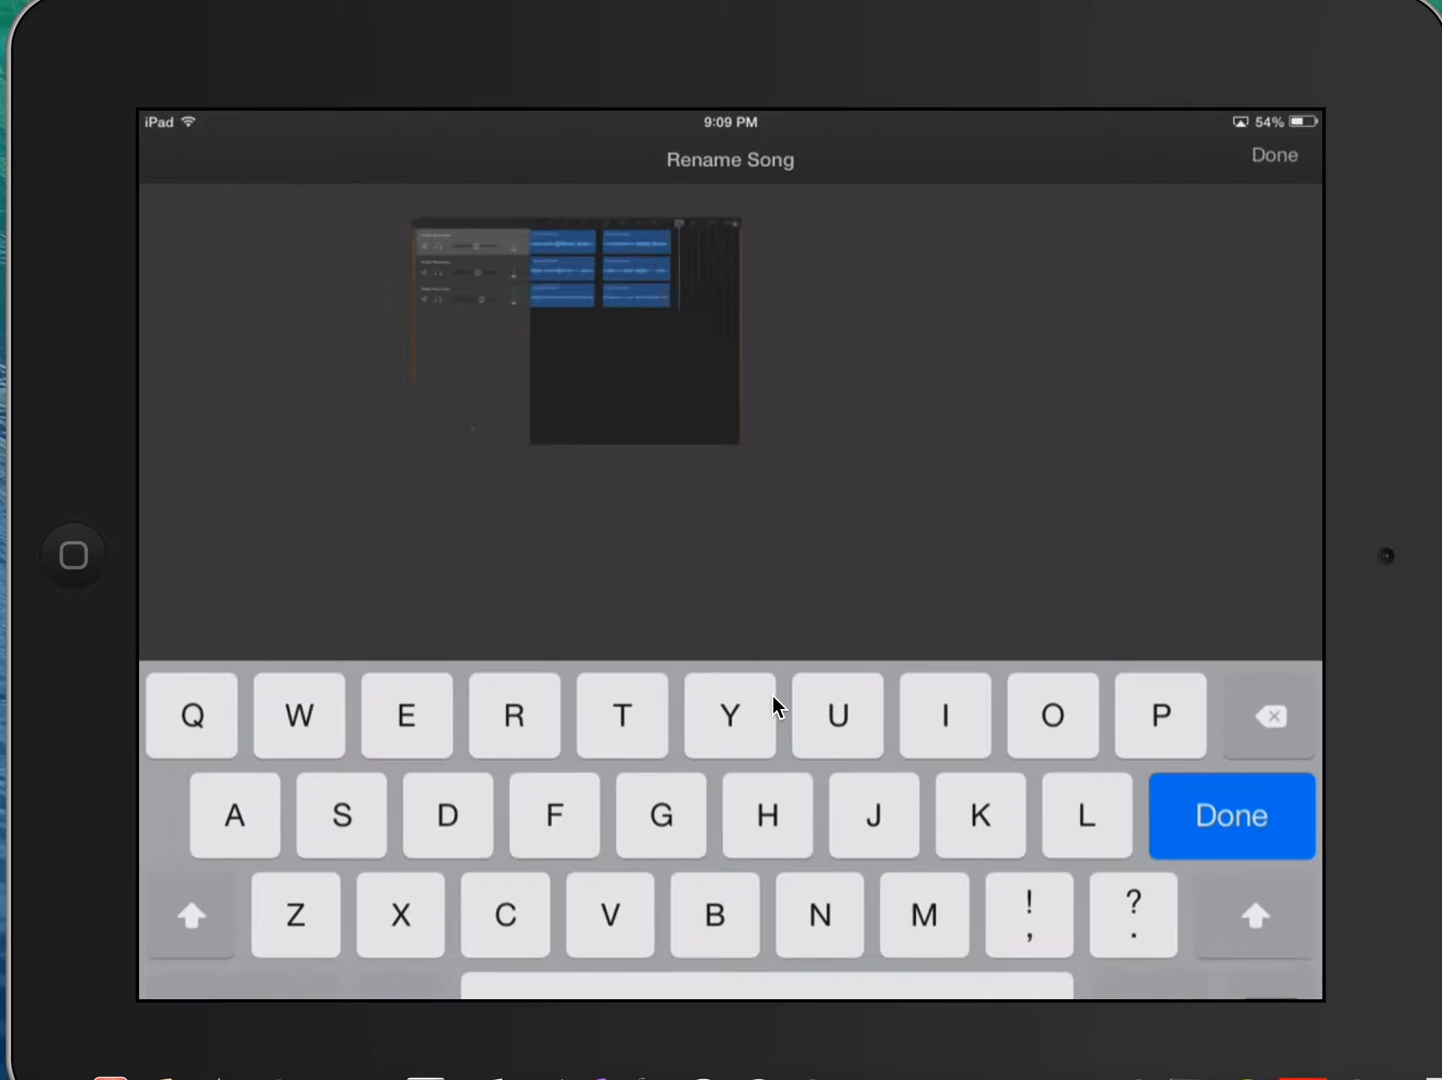 iPad 9:09 PM 54%
Rename Song Done
Q W E R T Y U I O P
A S D F G H J K L Done
Z X C V B N M ! ?
, .